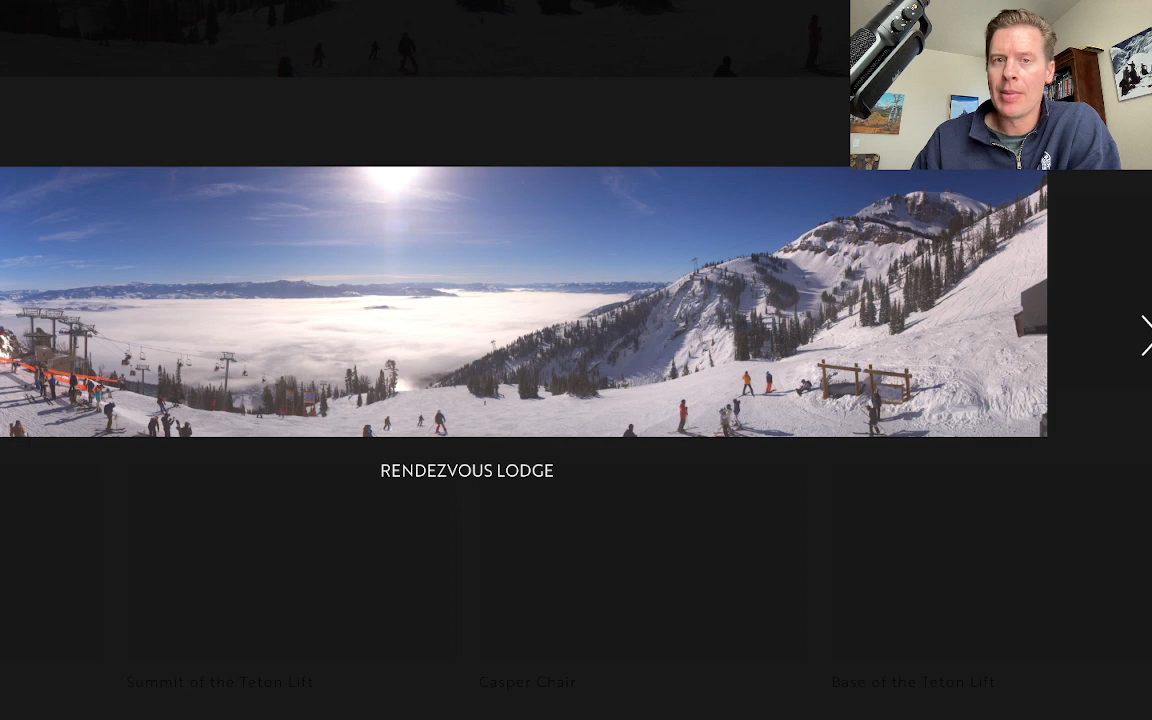 RENDEZVOUS LODGE
Summit of the Teton Lift
Casper Chair
Base of the Teton Lift